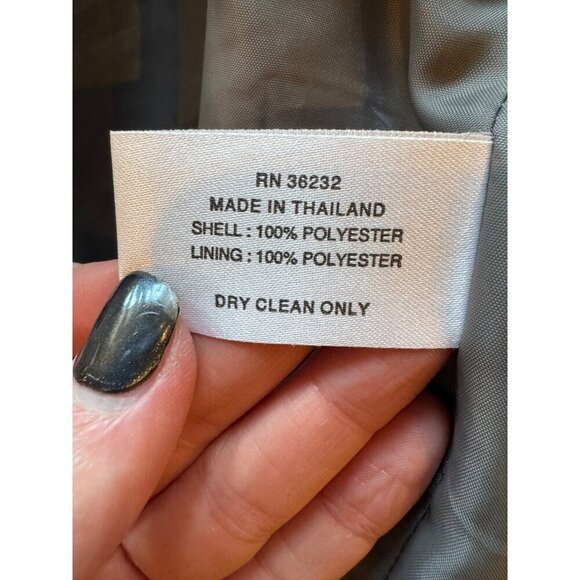 RN 36232
MADE IN THAILAND
SHELL : 100% POLYESTER
LINING : 100% POLYESTER
DRY CLEAN ONLY